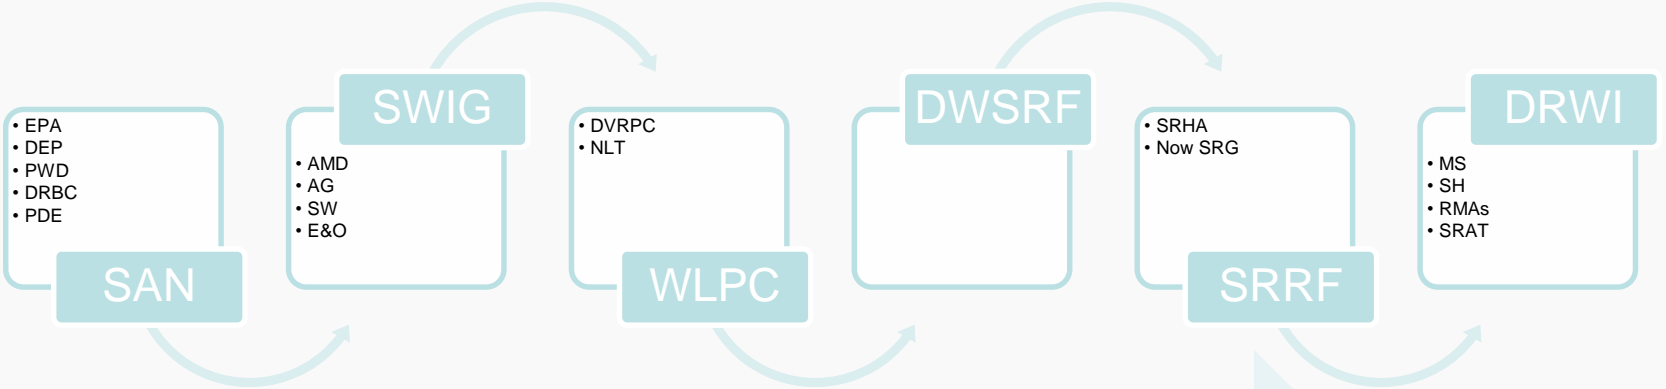 • EPA
• DEP
• PWD
• DRBC
• PDE
SAN
SWIG
• AMD
• AG
• SW
• E&O
• DVRPC
• NLT
WLPC
DWSRF
• SRHA
• Now SRG
SRRF
DRWI
• MS
• SH
• RMAs
• SRAT